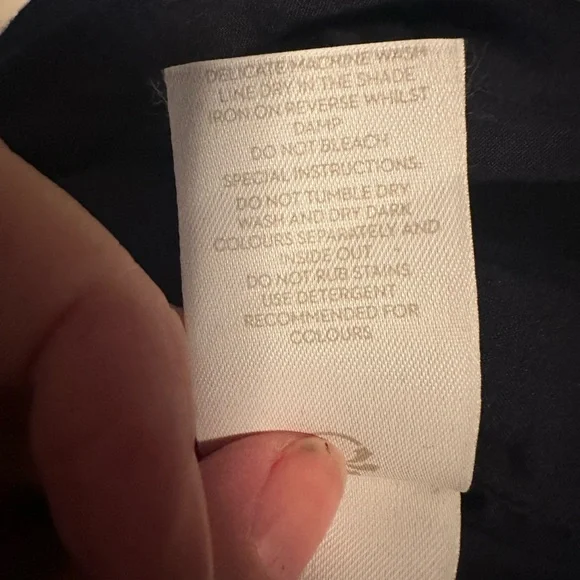 DELICATE MACHINE WASH
LINE DRY IN THE SHADE
IRON ON REVERSE WHILST
DAMP
DO NOT BLEACH
SPECIAL INSTRUCTIONS:
DO NOT TUMBLE DRY
WASH AND DRY DARK
COLOURS SEPARATELY AND
INSIDE OUT
DO NOT RUB STAINS
USE DETERGENT
RECOMMENDED FOR
COLOURS